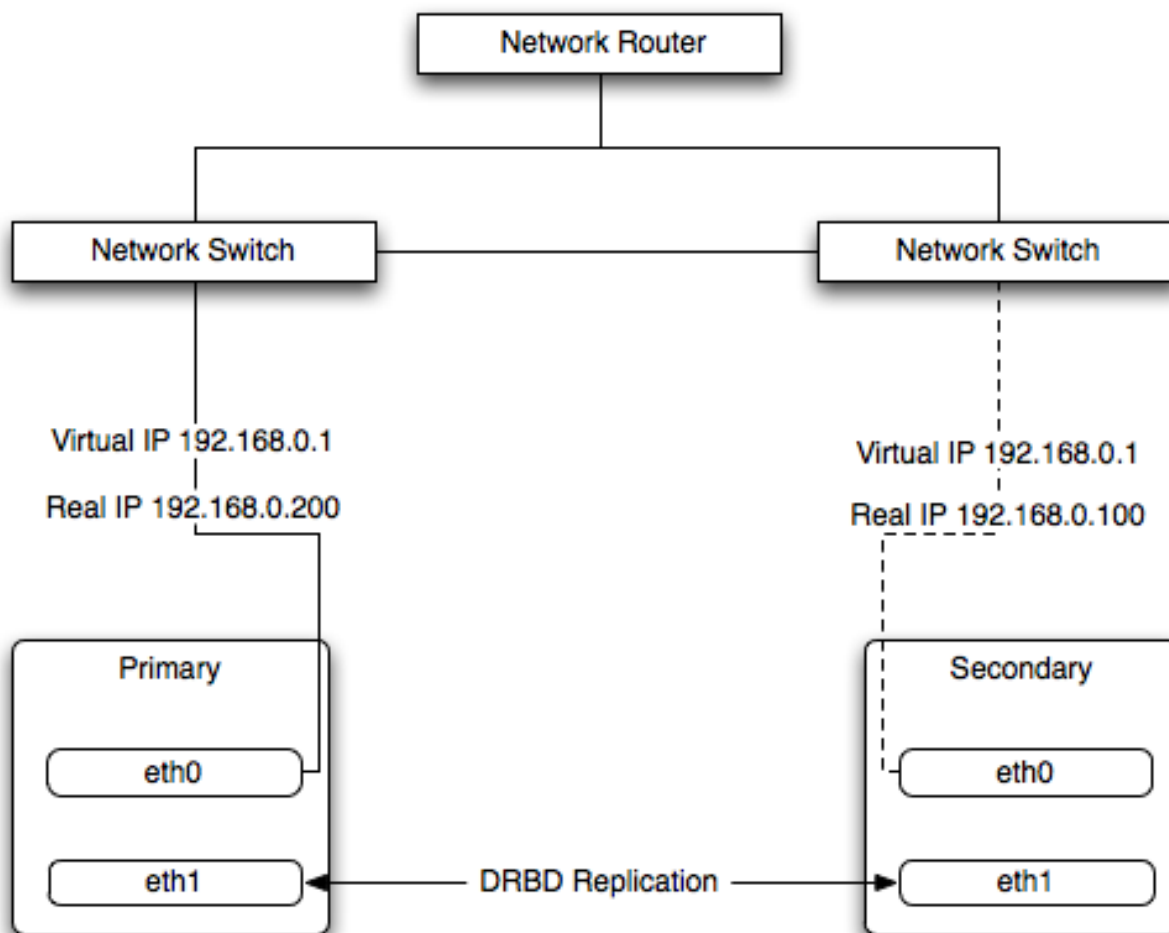 Network Router
Network Switch
Network Switch
Virtual IP 192.168.0.1
Real IP 192.168.0.200
Virtual IP 192.168.0.1
Real IP 192.168.0.100
Primary
Secondary
eth0
eth0
eth1
DRBD Replication
eth1